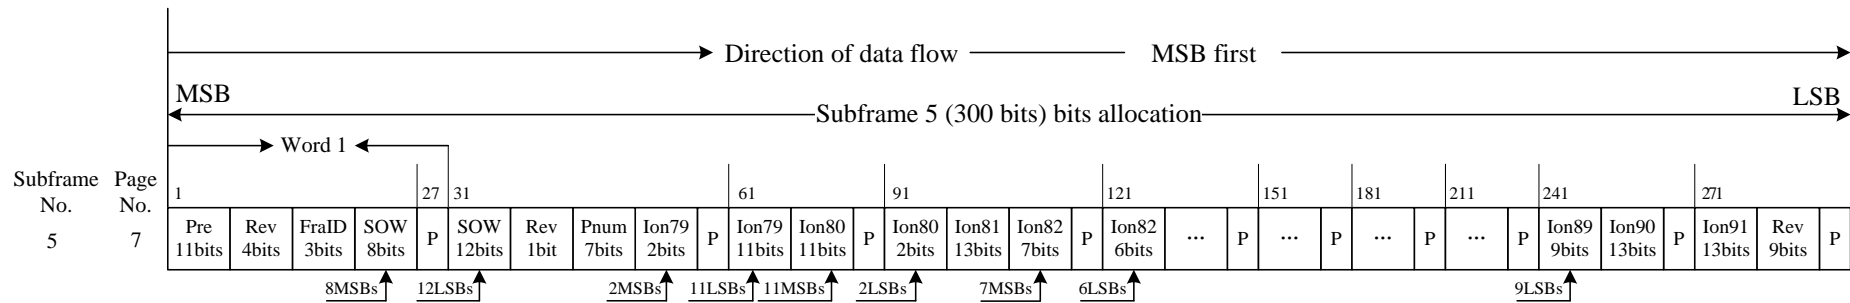 Direction of data flow MSB first
MSB LSB
Subframe 5 (300 bits) bits allocation
Word 1
Subframe Page
No. No.
1 27 31 61 91 121 151 181 211 241 271
Pre Rev FraID SOW P SOW Rev Pnum Ion79 P Ion79 Ion80 P Ion80 Ion81 Ion82 P Ion82 ... P ... P ... P ... P Ion89 Ion90 P Ion91 Rev P
5 7 11bits 4bits 3bits 8bits 12bits 1bit 7bits 2bits 11bits 11bits 2bits 13bits 7bits 6bits 9bits 13bits 13bits 9bits
8MSBs 12LSBs 2MSBs 11LSBs 11MSBs 2LSBs 7MSBs 6LSBs 9LSBs